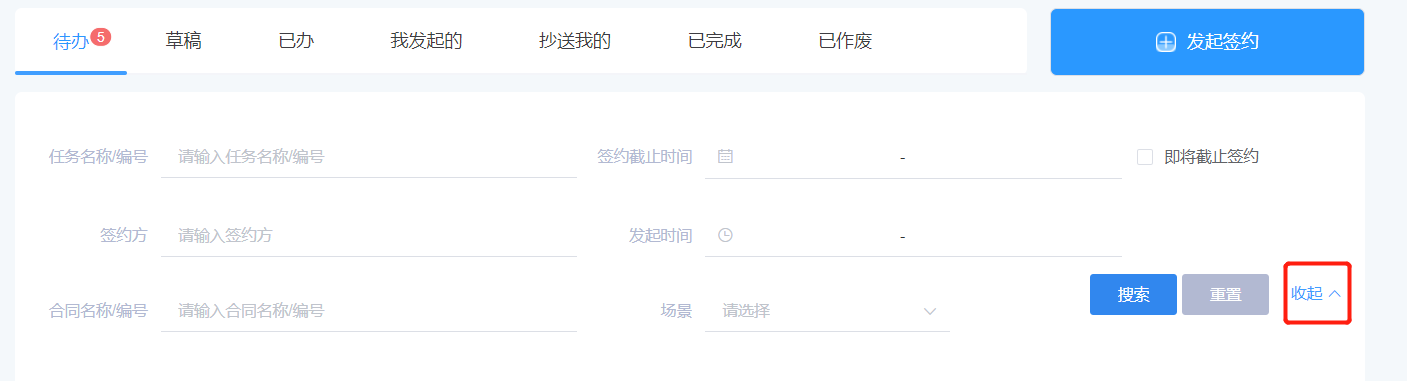 待办 5 草稿 已办 我发起的 抄送我的 已完成 已作废 发起签约
任务名称/编号 请输入任务名称/编号 签约截止时间 - 即将截止签约
签约方 请输入签约方 发起时间 -
搜索 重置 收起
合同名称/编号 请输入合同名称/编号 场景 请选择